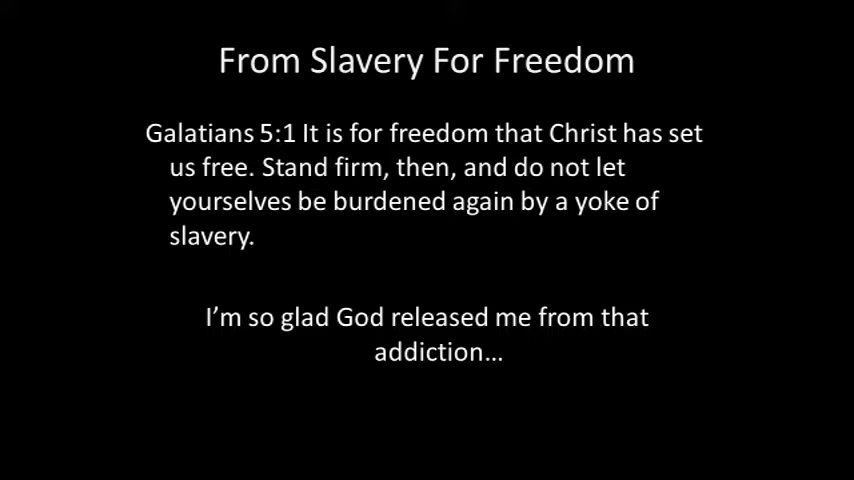 From Slavery For Freedom
Galatians 5:1 It is for freedom that Christ has set
us free. Stand firm, then, and do not let
yourselves be burdened again by a yoke of
slavery.
I’m so glad God released me from that
addiction…